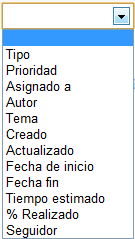 Tipo
Prioridad
Asignado a
Autor
Tema
Creado
Actualizado
Fecha de inicio
Fecha fin
Tiempo estimado
% Realizado
Seguidor